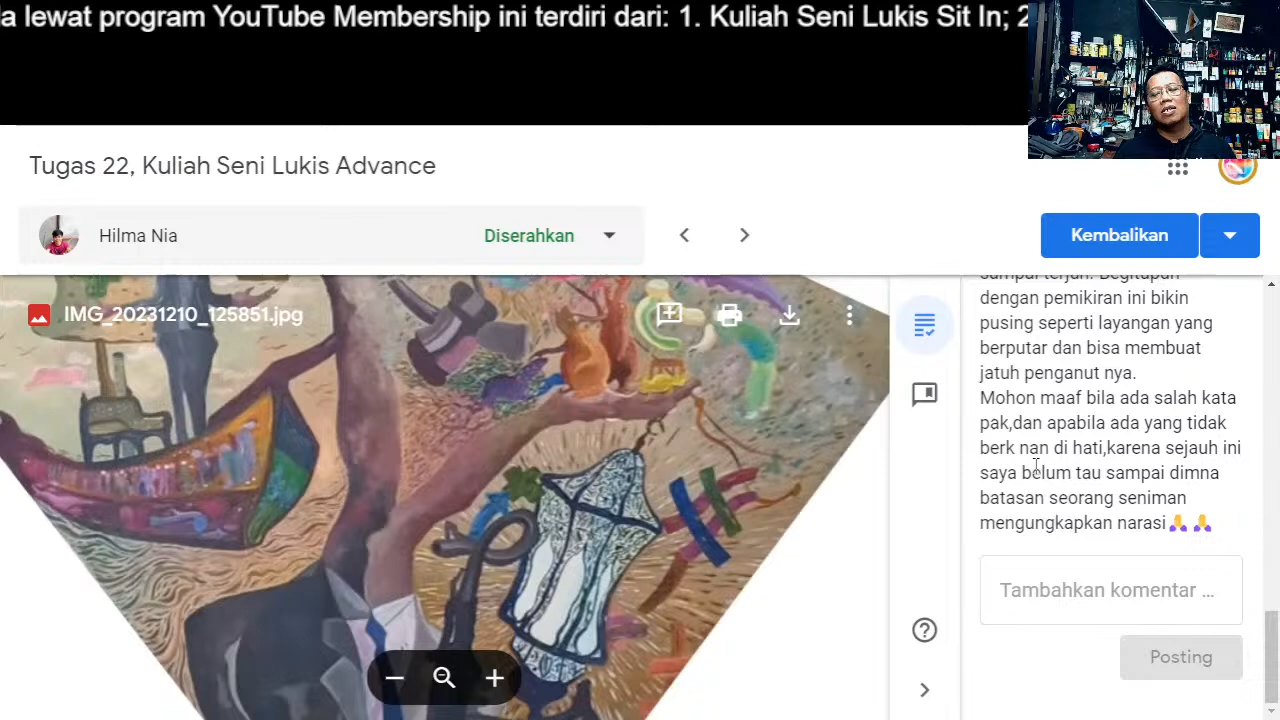 a lewat program YouTube Membership ini terdiri dari: 1. Kuliah Seni Lukis Sit In; 2
Tugas 22, Kuliah Seni Lukis Advance
Hilma Nia
Diserahkan
Kembalikan
IMG_20231210_125851.jpg
sampai terjun. Begitupun
dengan pemikiran ini bikin
pusing seperti layangan yang
berputar dan bisa membuat
jatuh penganut nya.
Mohon maaf bila ada salah kata
pak,dan apabila ada yang tidak
berk nan di hati,karena sejauh ini
saya belum tau sampai dimna
batasan seorang seniman
mengungkapkan narasi🙏 🙏
Tambahkan komentar ...
Posting